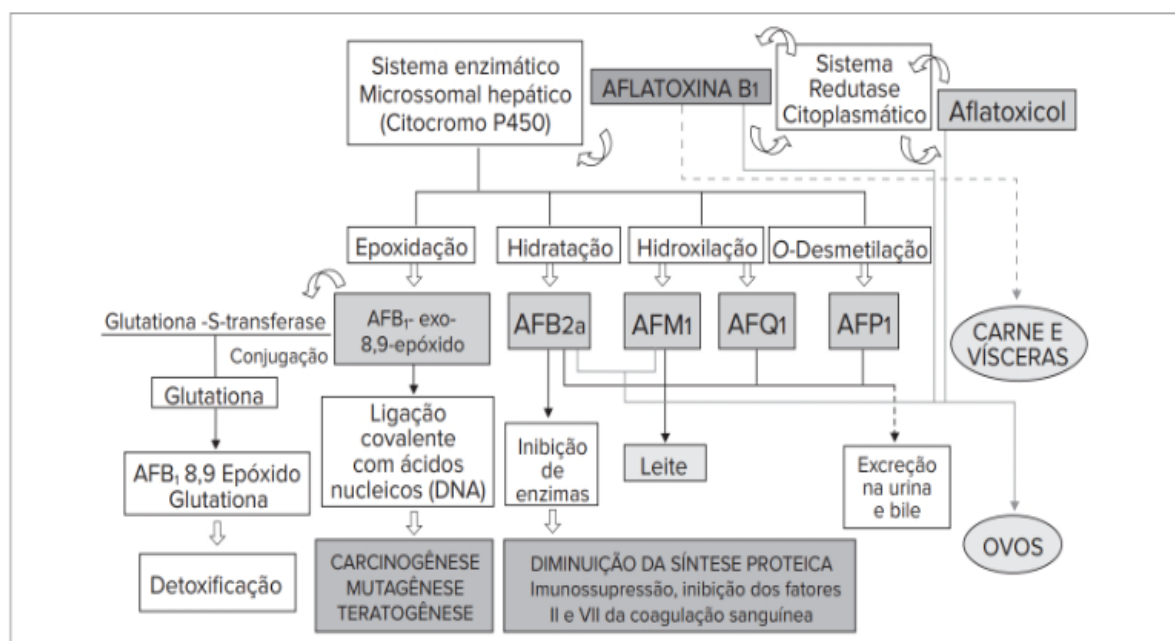 Sistema enzimático
Microssomal hepático
(Citocromo P450)
AFLATOXINA B1
Sistema
Redutase
Citoplasmático
Aflatoxicol
Epoxidação
Hidratação
Hidroxilação
O-Desmetilação
Glutationa -S-transferase
Conjugação
AFB₁- exo-
8,9-epóxido
AFB2a
AFM1
AFQ1
AFP1
CARNE E
VÍSCERAS
Glutationa
AFB₁ 8,9 Epóxido
Glutationa
Detoxificação
Ligação
covalente
com ácidos
nucleicos (DNA)
CARCINOGÊNESE
MUTAGÊNESE
TERATOGÊNESE
Inibição
de
enzimas
Leite
Excreção
na urina
e bile
OVOS
DIMINUIÇÃO DA SÍNTESE PROTEICA
Imunossupressão, inibição dos fatores
II e VII da coagulação sanguínea